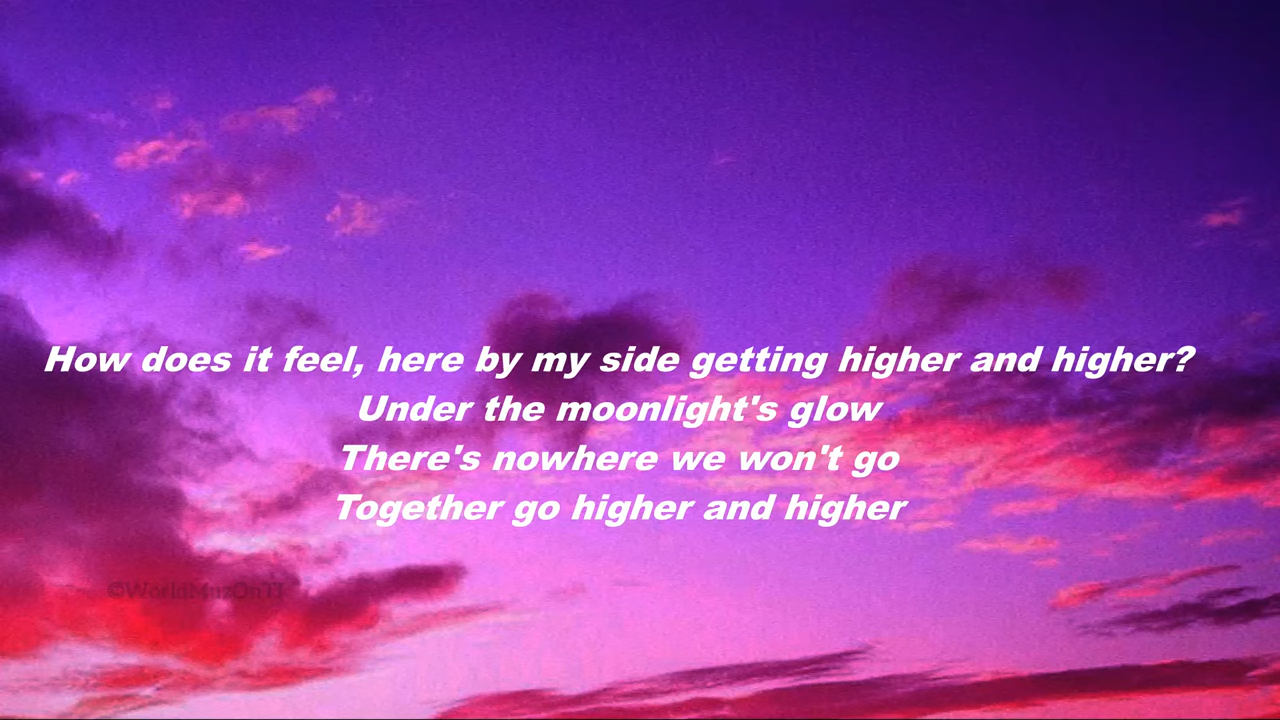 How does it feel, here by my side getting higher and higher?
Under the moonlight's glow
There's nowhere we won't go
Together go higher and higher